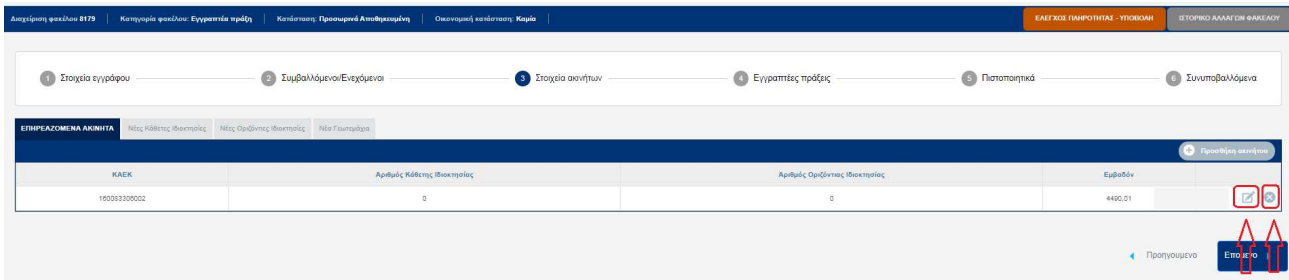 Διαχείριση φακέλου 8179 | Κατηγορία φακέλου: Εγγραπτέα πράξη | Κατάσταση: Προσωρινά Αποθηκευμένη | Οικονομική κατάσταση: Καμία | ΕΛΕΓΧΟΣ ΠΛΗΡΟΤΗΤΑΣ - ΥΠΟΒΟΛΗ ΙΣΤΟΡΙΚΟ ΑΛΛΑΓΩΝ ΦΑΚΕΛΟΥ
1 Στοιχεία εγγράφου 2 Συμβαλλόμενοι/Ενεχόμενοι 3 Στοιχεία ακινήτων 4 Εγγραπτέες πράξεις 5 Πιστοποιητικά 6 Συνυποβαλλόμενα
ΕΠΗΡΕΑΖΟΜΕΝΑ ΑΚΙΝΗΤΑ Νέες Κάθετες Ιδιοκτησίες Νέες Οριζόντιες Ιδιοκτησίες Νέα Γεωτεμάχια
Προσθήκη ακινήτου
ΚΑΕΚ Αριθμός Κάθετης Ιδιοκτησίας Αριθμός Οριζόντιας Ιδιοκτησίας Εμβαδόν
160083306002 0 0 4490,01
Προηγούμενο Επόμενο